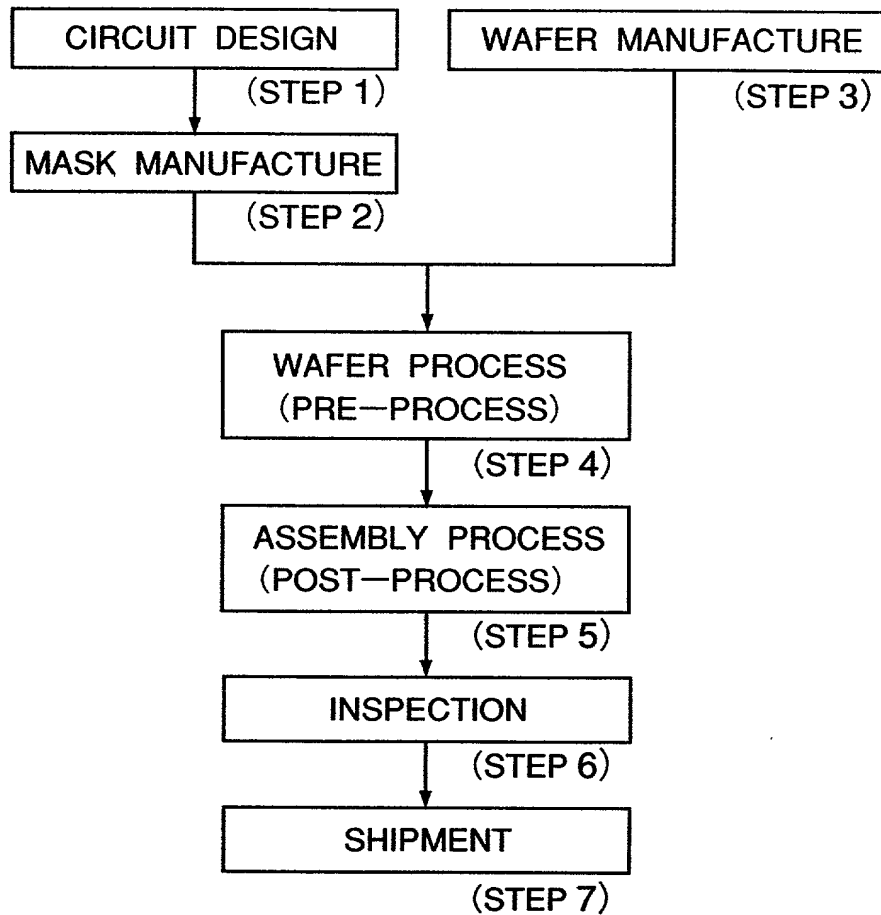 CIRCUIT DESIGN
(STEP 1)
WAFER MANUFACTURE
(STEP 3)
MASK MANUFACTURE
(STEP 2)
WAFER PROCESS
(PRE—PROCESS)
(STEP 4)
ASSEMBLY PROCESS
(POST—PROCESS)
(STEP 5)
INSPECTION
(STEP 6)
SHIPMENT
(STEP 7)